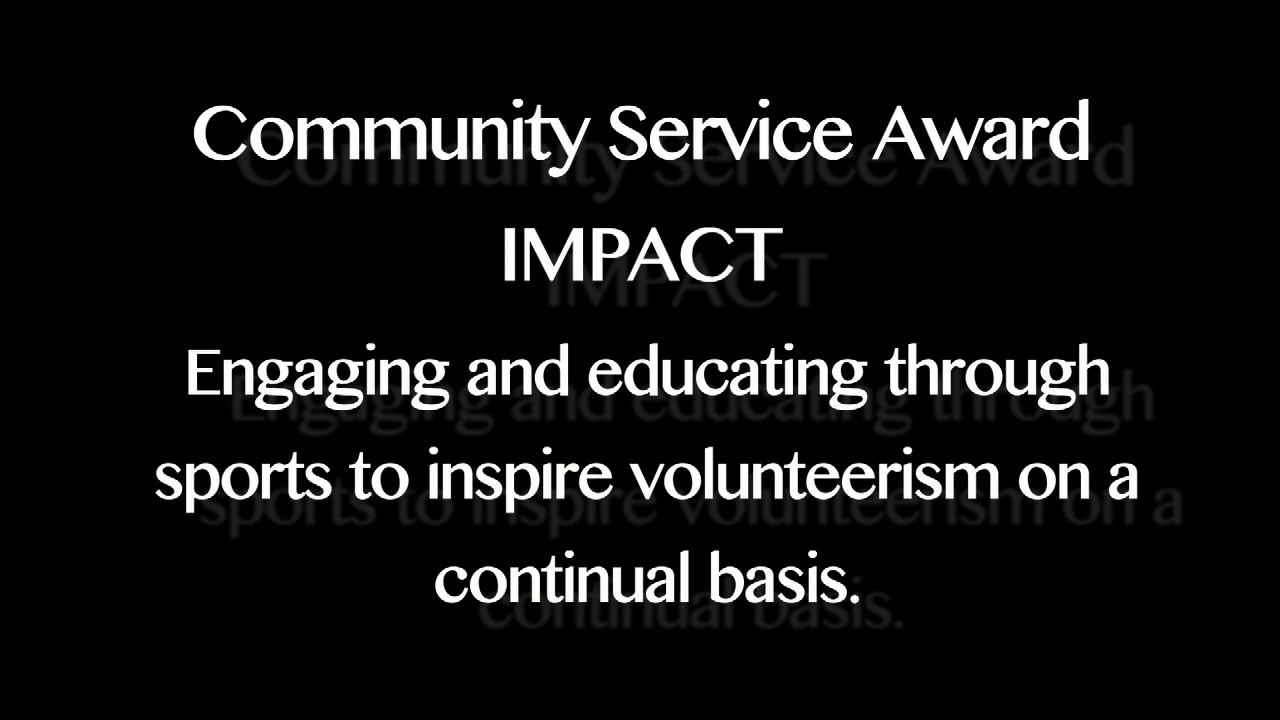 Community Service Award
IMPACT
Engaging and educating through
sports to inspire volunteerism on a
continual basis.